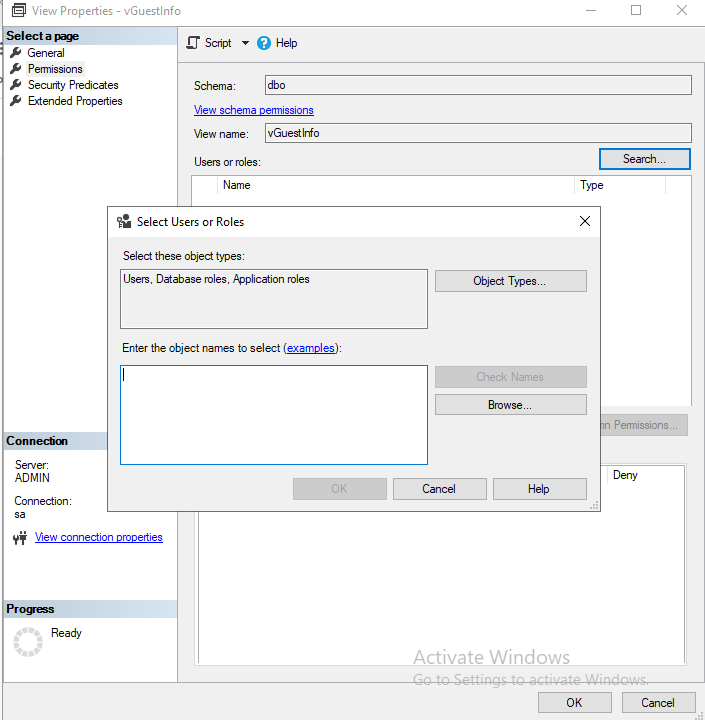 View Properties - vGuestInfo
Select a page
General
Permissions
Security Predicates
Extended Properties
Script
Help
Schema:
dbo
View schema permissions
View name:
vGuestInfo
Users or roles:
Search...
Name
Type
Select Users or Roles
Select these object types:
Users, Database roles, Application roles
Object Types...
Enter the object names to select (examples):
Check Names
Browse...
OK
Cancel
Help
Permissions...
Deny
Connection
Server:
ADMIN
Connection:
sa
View connection properties
Progress
Ready
Activate Windows
Go to Settings to activate Windows.
OK
Cancel